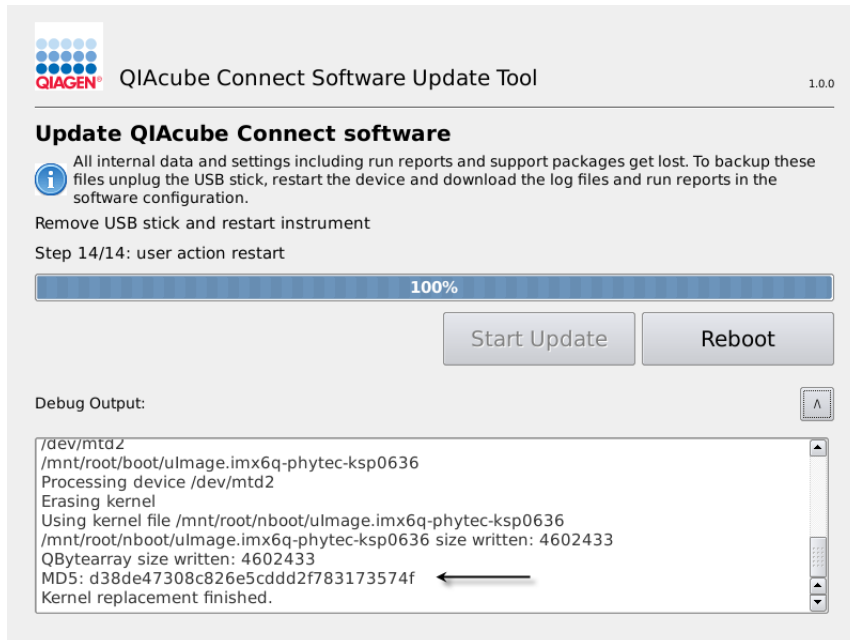 QIAGEN®
QIAcube Connect Software Update Tool
1.0.0
Update QIAcube Connect software
All internal data and settings including run reports and support packages get lost. To backup these
files unplug the USB stick, restart the device and download the log files and run reports in the
software configuration.
Remove USB stick and restart instrument
Step 14/14: user action restart
100%
Start Update
Reboot
Debug Output:
/dev/mtd2
/mnt/root/boot/uImage.imx6q-phytec-ksp0636
Processing device /dev/mtd2
Erasing kernel
Using kernel file /mnt/root/nboot/uImage.imx6q-phytec-ksp0636
/mnt/root/nboot/uImage.imx6q-phytec-ksp0636 size written: 4602433
QBytearray size written: 4602433
MD5: d38de47308c826e5cddd2f783173574f
Kernel replacement finished.